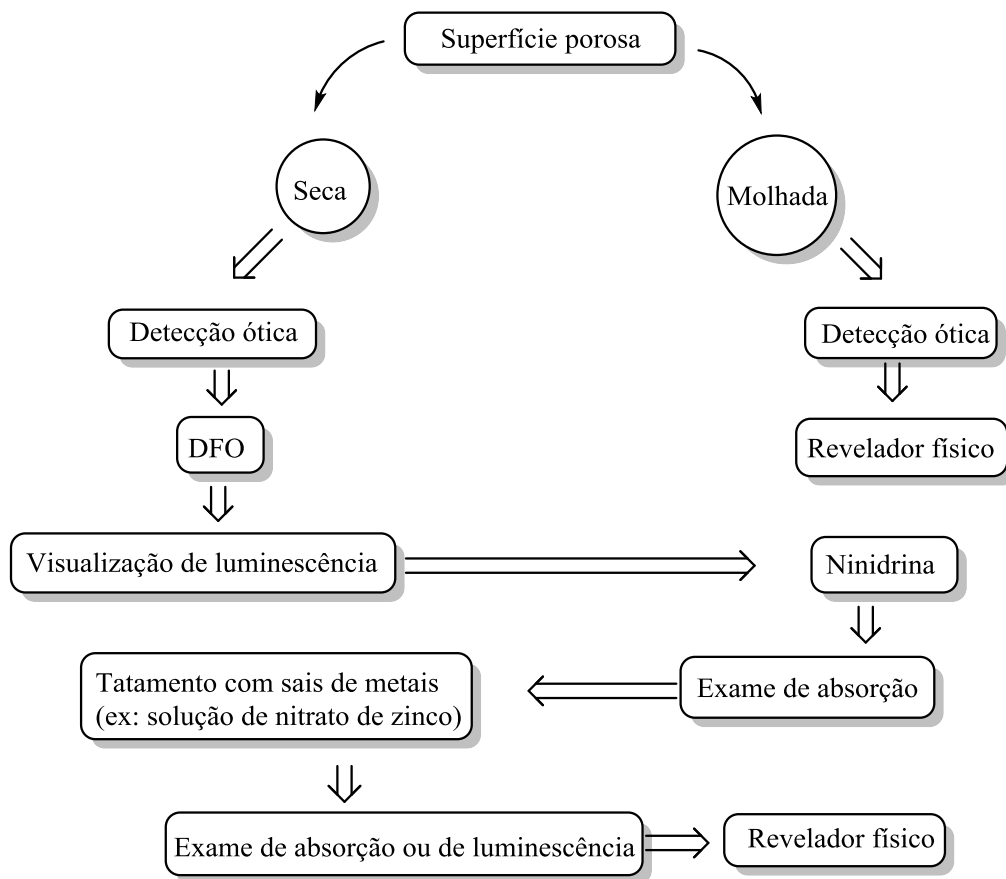 Superfície porosa
Seca
Molhada
Detecção ótica
Detecção ótica
DFO
Revelador físico
Visualização de luminescência
Ninidrina
Tatamento com sais de metais
(ex: solução de nitrato de zinco)
Exame de absorção
Exame de absorção ou de luminescência
Revelador físico